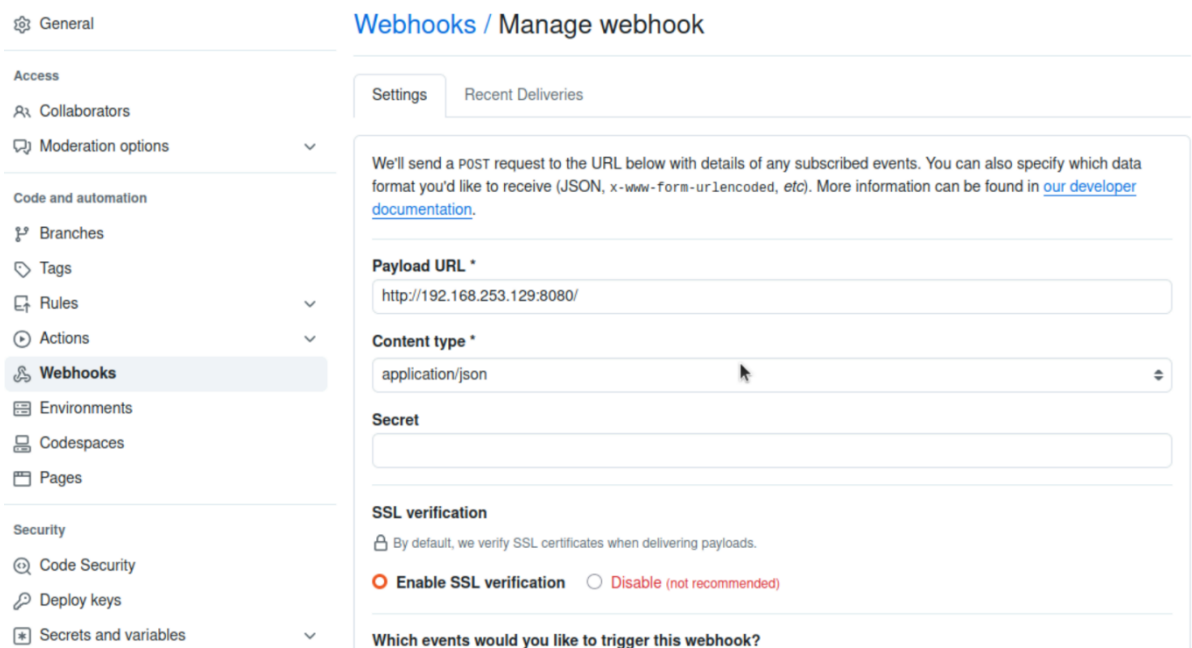 General
Access
Collaborators
Moderation options
Code and automation
Branches
Tags
Rules
Actions
Webhooks
Environments
Codespaces
Pages
Security
Code Security
Deploy keys
Secrets and variables
Webhooks / Manage webhook
Settings Recent Deliveries
We'll send a POST request to the URL below with details of any subscribed events. You can also specify which data
format you'd like to receive (JSON, x-www-form-urlencoded, etc). More information can be found in our developer
documentation.
Payload URL *
http://192.168.253.129:8080/
Content type *
application/json
Secret
SSL verification
By default, we verify SSL certificates when delivering payloads.
Enable SSL verification Disable (not recommended)
Which events would you like to trigger this webhook?